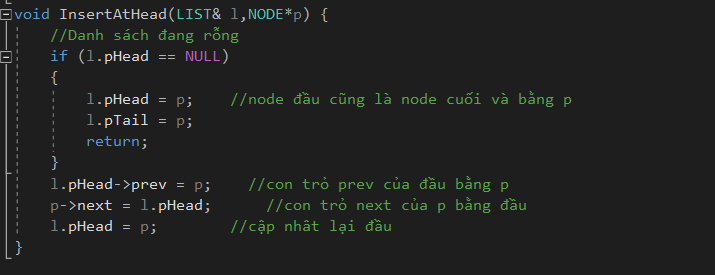 void InsertAtHead(LIST& l,NODE*p) {
//Danh sách đang rỗng
if (l.pHead == NULL)
{
l.pHead = p; //node đầu cũng là node cuối và bằng p
l.pTail = p;
return;
}
l.pHead->prev = p; //con trỏ prev của đầu bằng p
p->next = l.pHead; //con trỏ next của p bằng đầu
l.pHead = p; //cập nhât lại đầu
}